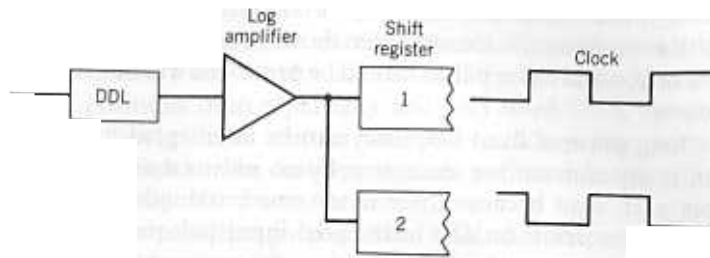 Log
amplifier
Shift
register
Clock
DDL
1
2